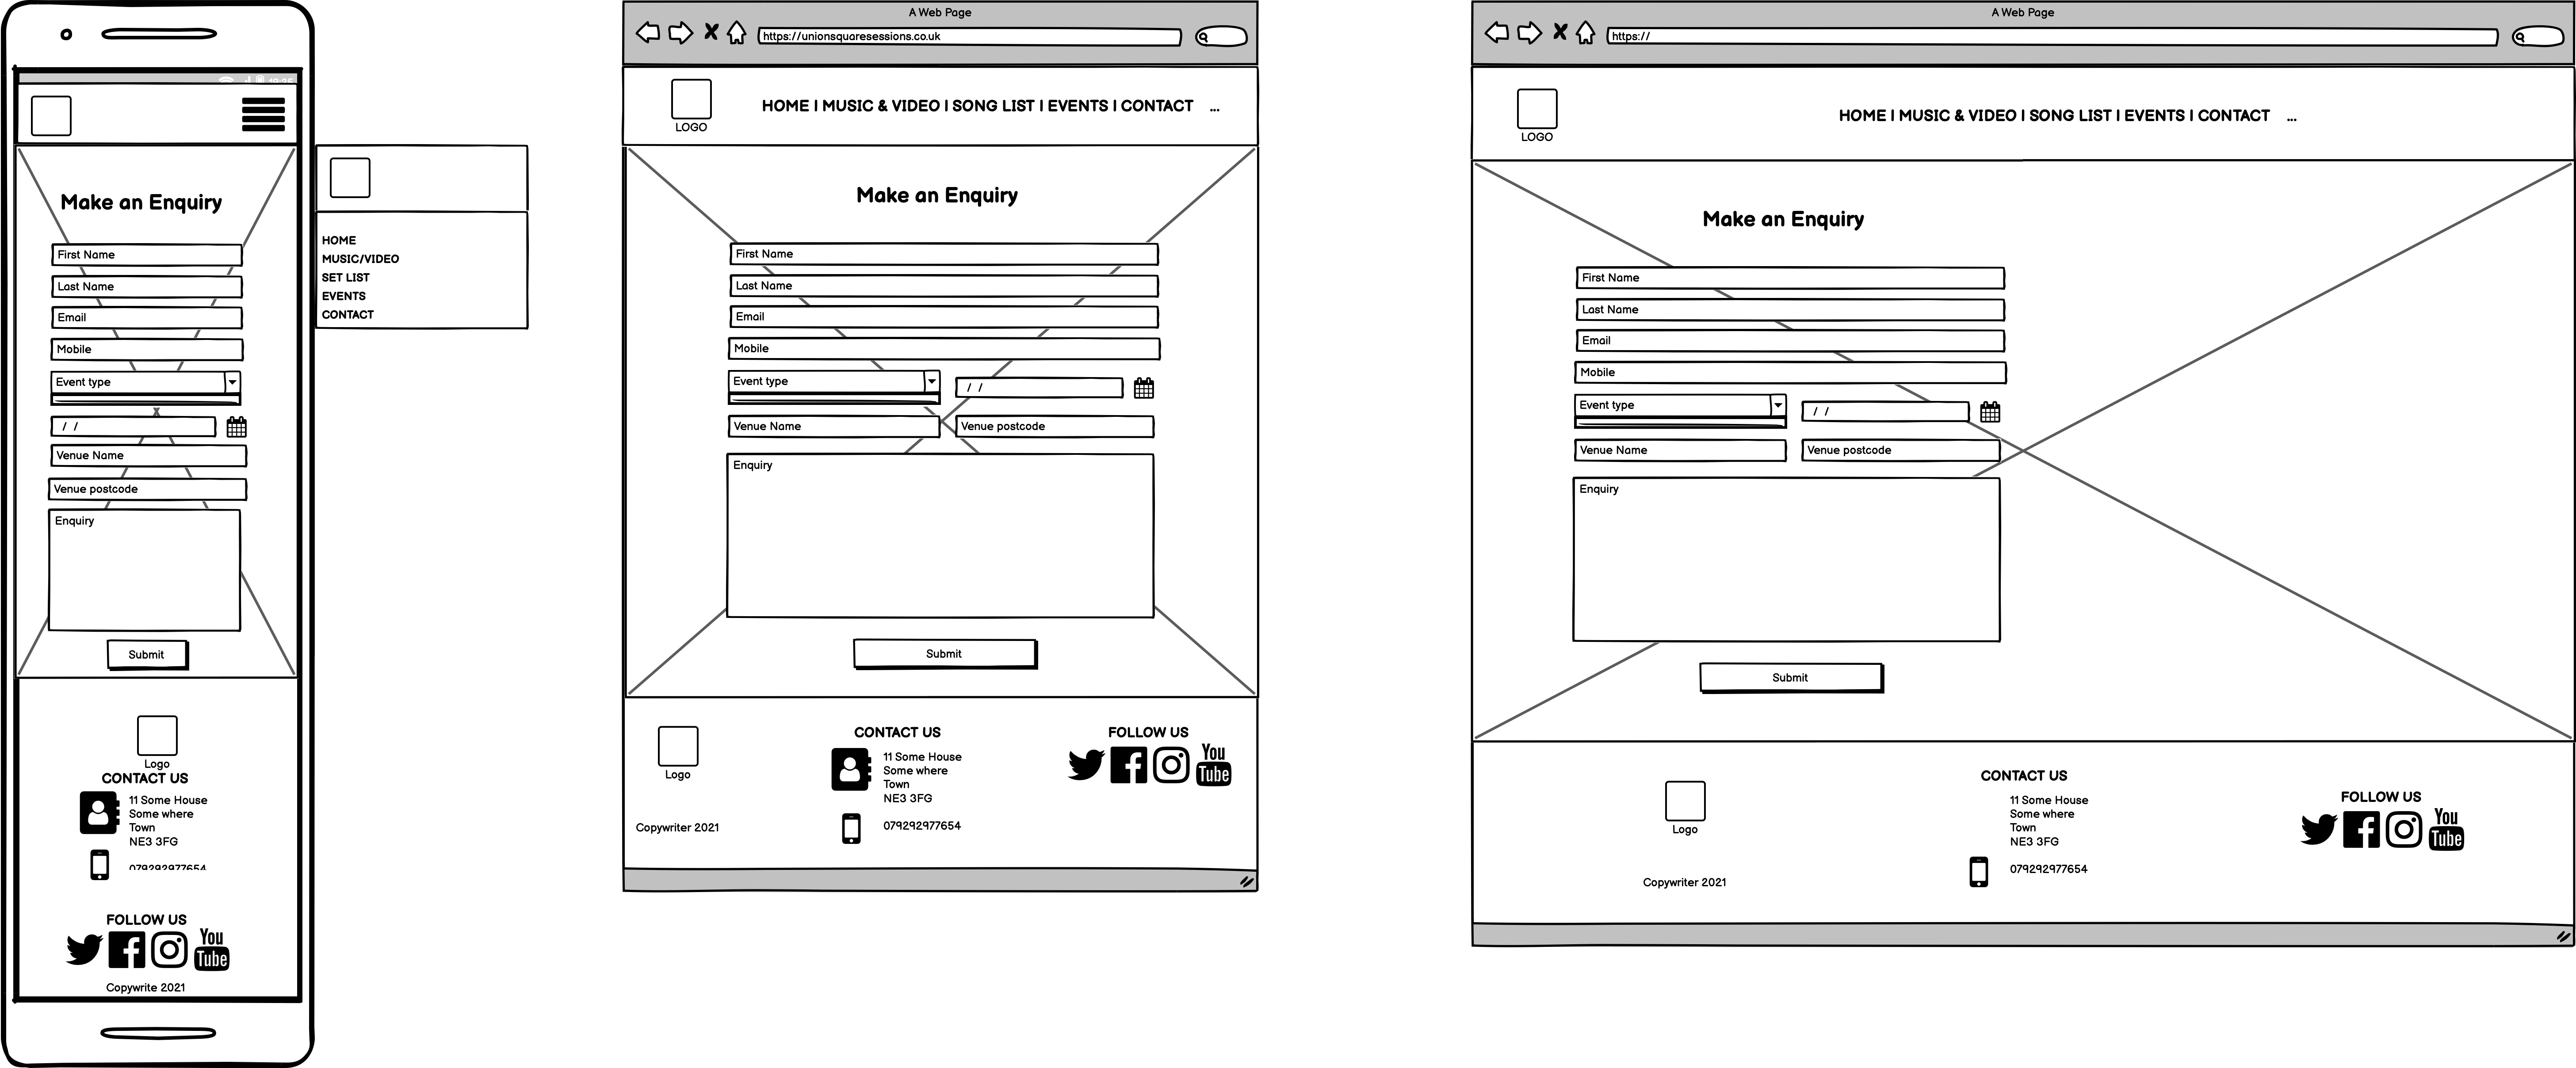 Make an Enquiry
First Name
Last Name
Email
Mobile
Event type
/ /
Venue Name
Venue postcode
Enquiry
Submit
Logo
CONTACT US
11 Some House
Some where
Town
NE3 3FG
079292977654
FOLLOW US
You
Tube
Copywrite 2021
HOME
MUSIC/VIDEO
SET LIST
EVENTS
CONTACT
A Web Page
https://unionsquaresessions.co.uk
LOGO
HOME | MUSIC & VIDEO | SONG LIST | EVENTS | CONTACT ...
Make an Enquiry
First Name
Last Name
Email
Mobile
Event type
/ /
Venue Name
Venue postcode
Enquiry
Submit
Logo
Copywriter 2021
CONTACT US
11 Some House
Some where
Town
NE3 3FG
079292977654
FOLLOW US
You
Tube
A Web Page
https://
LOGO
HOME | MUSIC & VIDEO | SONG LIST | EVENTS | CONTACT ...
Make an Enquiry
First Name
Last Name
Email
Mobile
Event type
/ /
Venue Name
Venue postcode
Enquiry
Submit
Logo
Copywriter 2021
CONTACT US
11 Some House
Some where
Town
NE3 3FG
079292977654
FOLLOW US
You
Tube